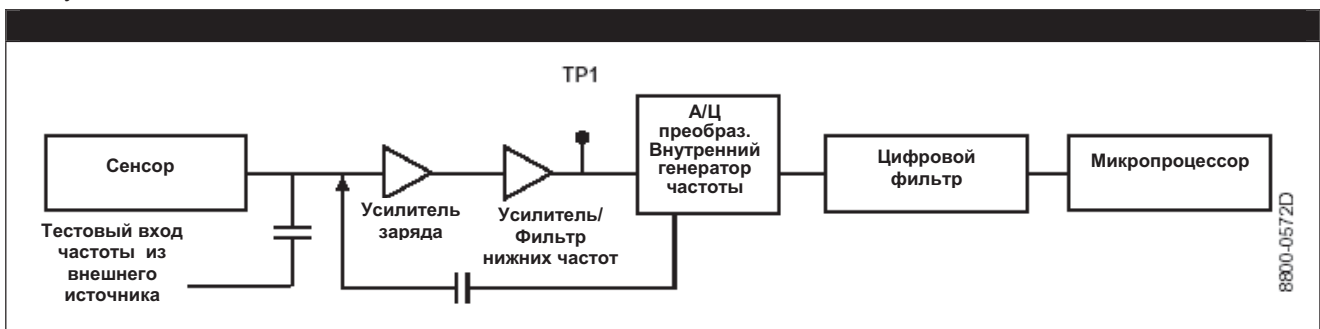 TP1
Сенсор
Тестовый вход
частоты из
внешнего
источника
Усилитель
заряда
Усилитель/
Фильтр
нижних частот
А/Ц
преобраз.
Внутренний
генератор
частоты
Цифровой
фильтр
Микропроцессор
8800-0572D